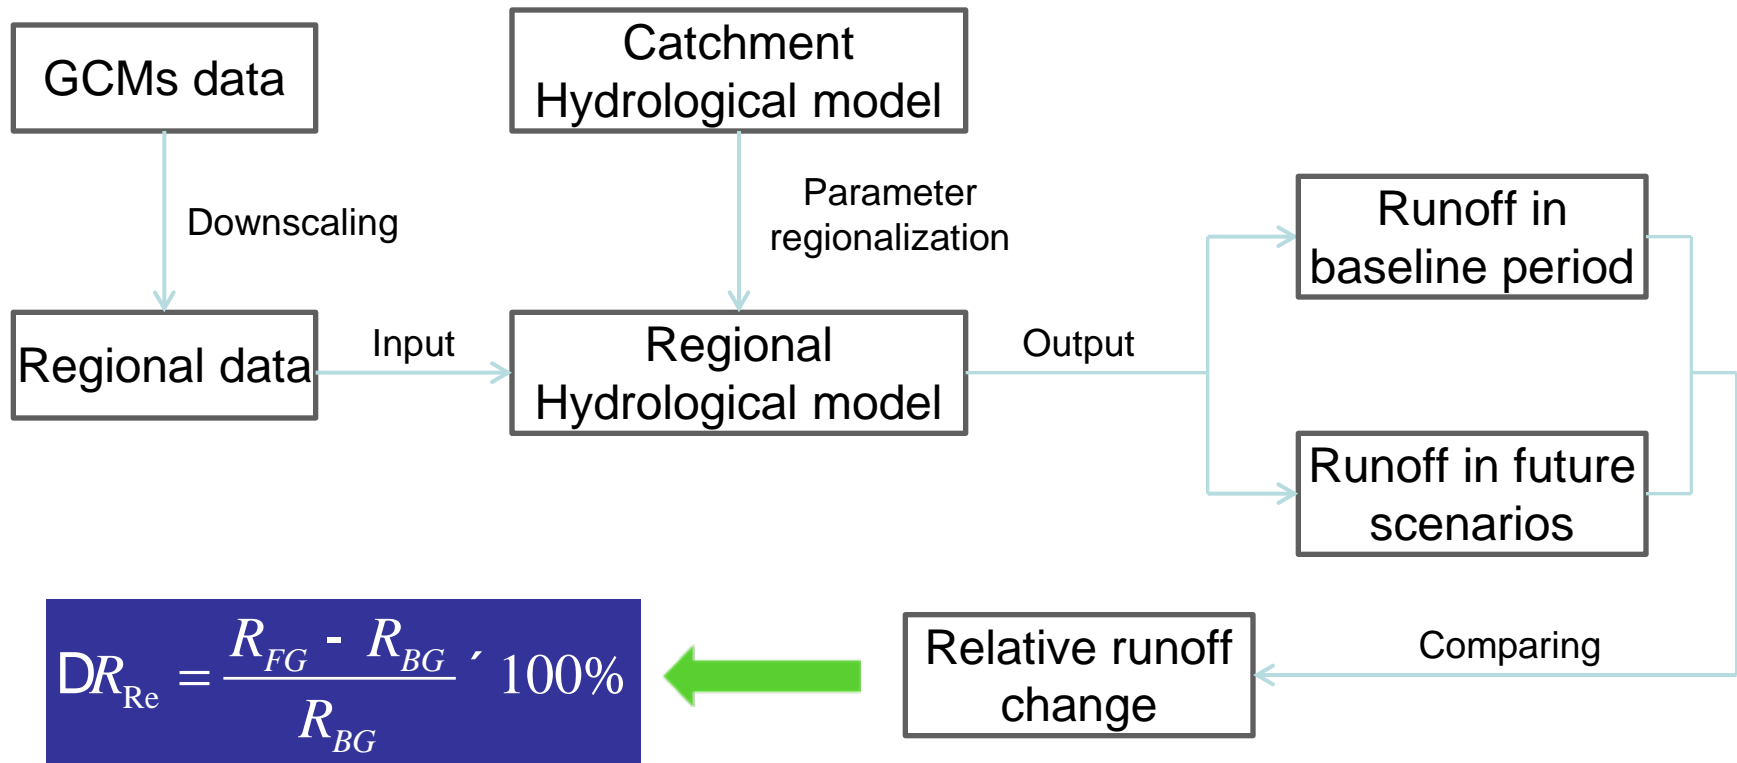 GCMs data
Catchment
Hydrological model
Downscaling
Parameter
regionalization
Regional data
Input
Regional
Hydrological model
Output
Runoff in
baseline period
Runoff in future
scenarios
Comparing
Relative runoff
change
DR_Re = (R_FG - R_BG) / R_BG ´ 100%